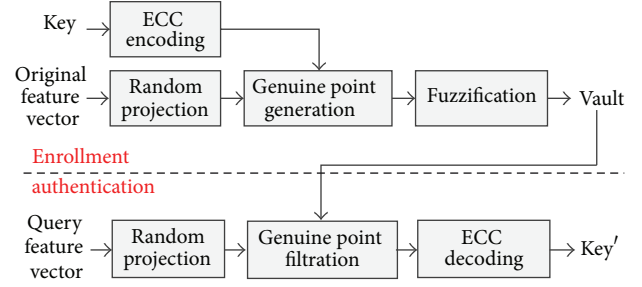 Key
ECC
encoding
Original
feature
vector
Random
projection
Genuine point
generation
Fuzzification
Vault
Enrollment
authentication
Query
feature
vector
Random
projection
Genuine point
filtration
ECC
decoding
Key′